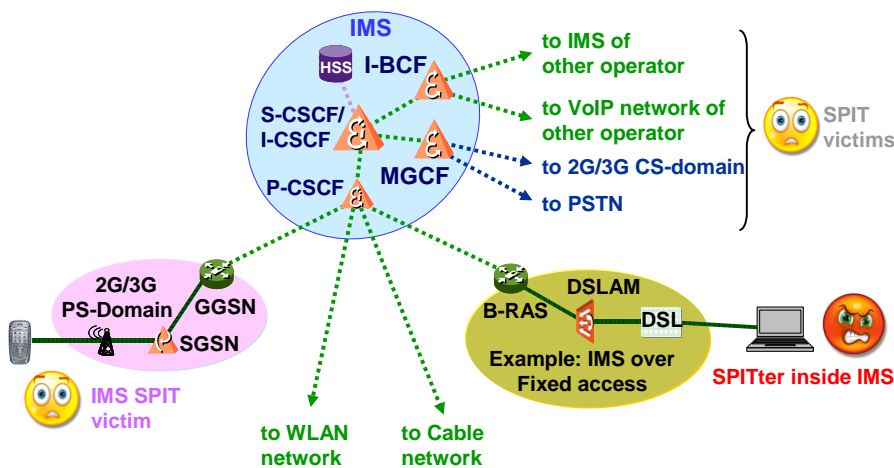 IMS
HSS
I-BCF
to IMS of
other operator
S-CSCF/
I-CSCF
to VoIP network of
other operator
SPIT
victims
MGCF
to 2G/3G CS-domain
P-CSCF
to PSTN
2G/3G
PS-Domain
GGSN
SGSN
DSLAM
B-RAS
DSL
Example: IMS over
Fixed access
SPITter inside IMS
IMS SPIT
victim
to WLAN
network
to Cable
network